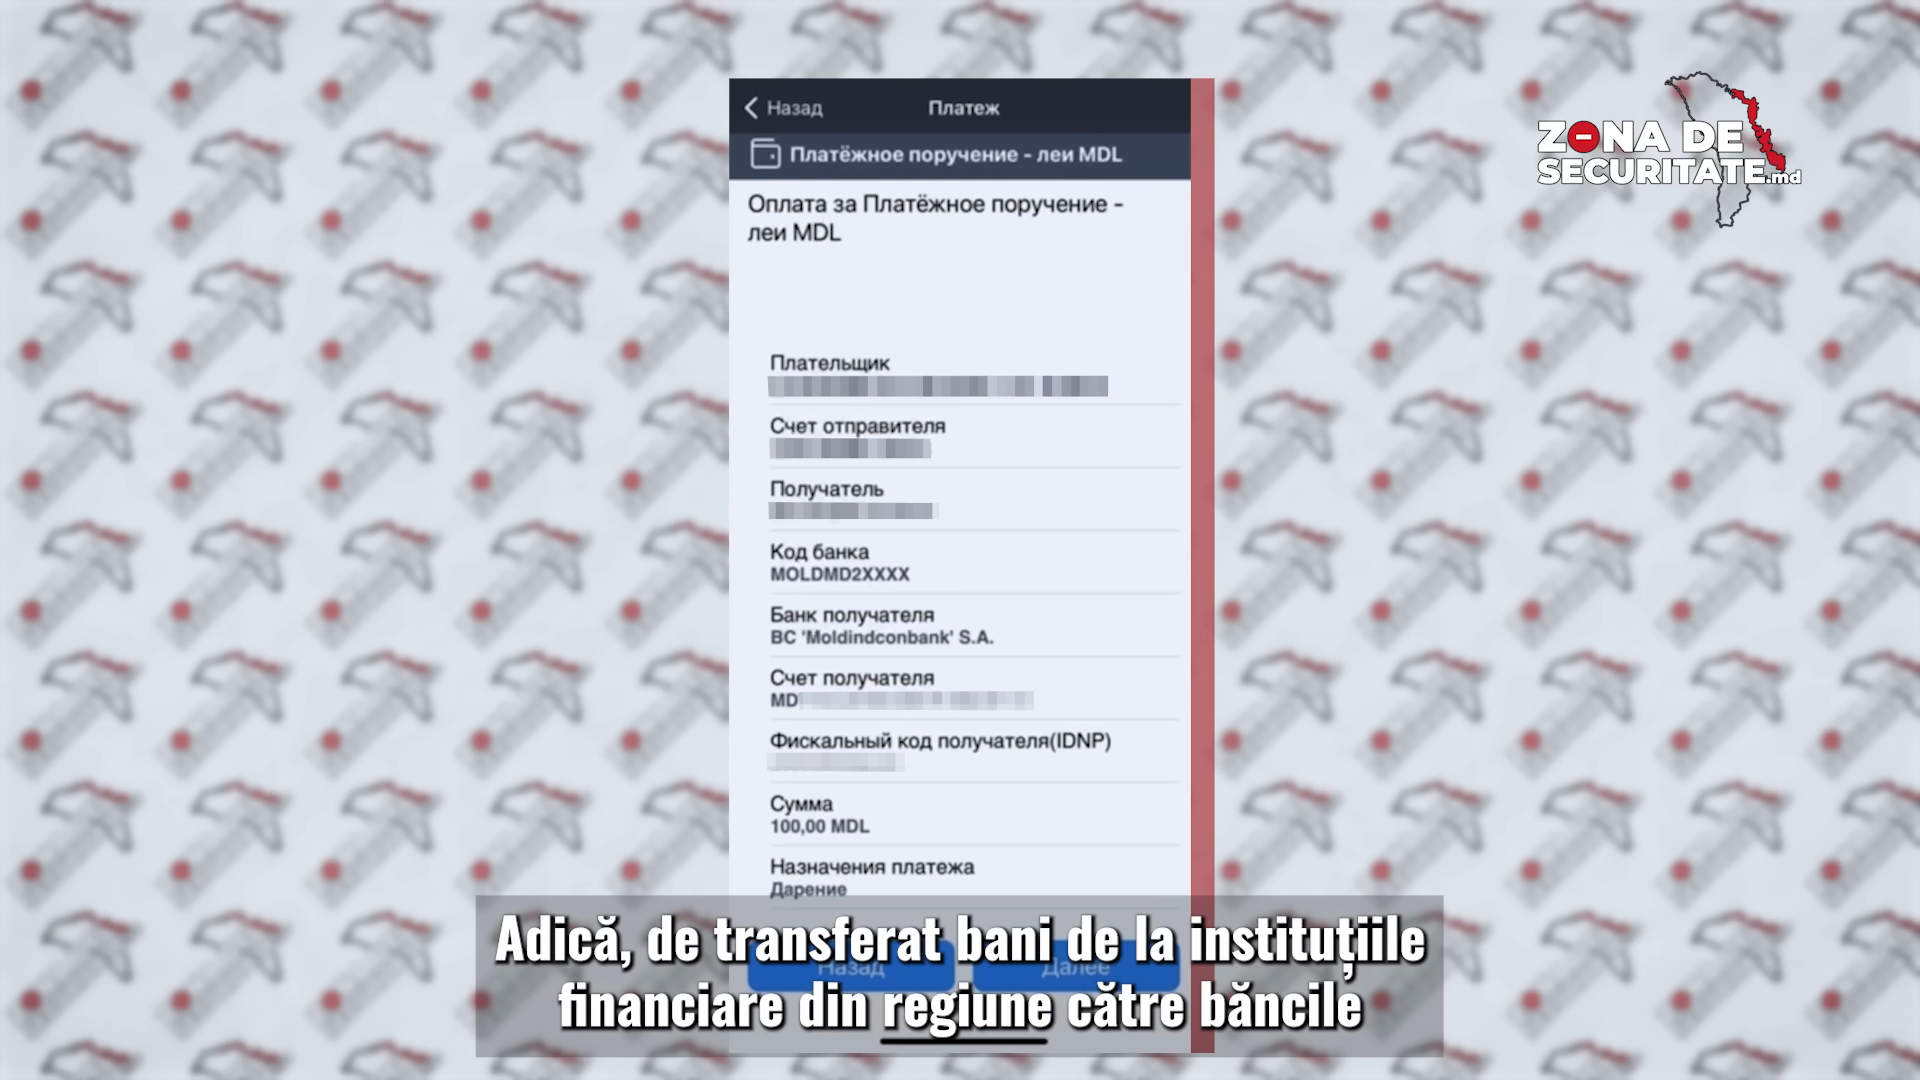 Назад
Платеж
Платёжное поручение - леи MDL
Оплата за Платёжное поручение -
леи MDL
ZONA DE
SECURITATE.md
Плательщик
Счет отправителя
Получатель
Код банка
MOLDMD2XXXX
Банк получателя
BC 'Moldindconbank' S.A.
Счет получателя
MD
Фискальный код получателя(IDNP)
Сумма
100,00 MDL
Назначения платежа
Дарение
Назад
Далее
Adică, de transferat bani de la instituțiile
financiare din regiune către băncile